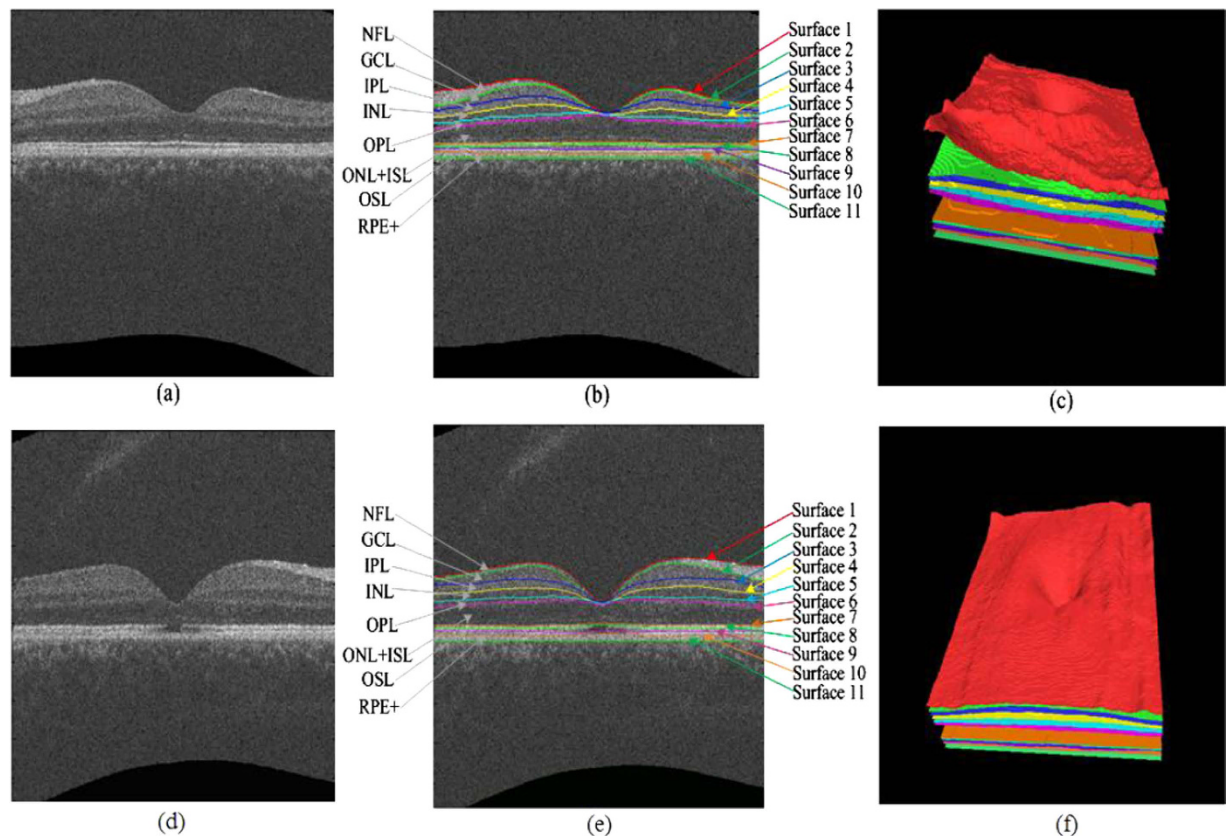 NFL
GCL
IPL
INL
OPL
ONL+ISL
OSL
RPE+
Surface 1
Surface 2
Surface 3
Surface 4
Surface 5
Surface 6
Surface 7
Surface 8
Surface 9
Surface 10
Surface 11
(a)
(b)
(c)
NFL
GCL
IPL
INL
OPL
ONL+ISL
OSL
RPE+
Surface 1
Surface 2
Surface 3
Surface 4
Surface 5
Surface 6
Surface 7
Surface 8
Surface 9
Surface 10
Surface 11
(d)
(e)
(f)